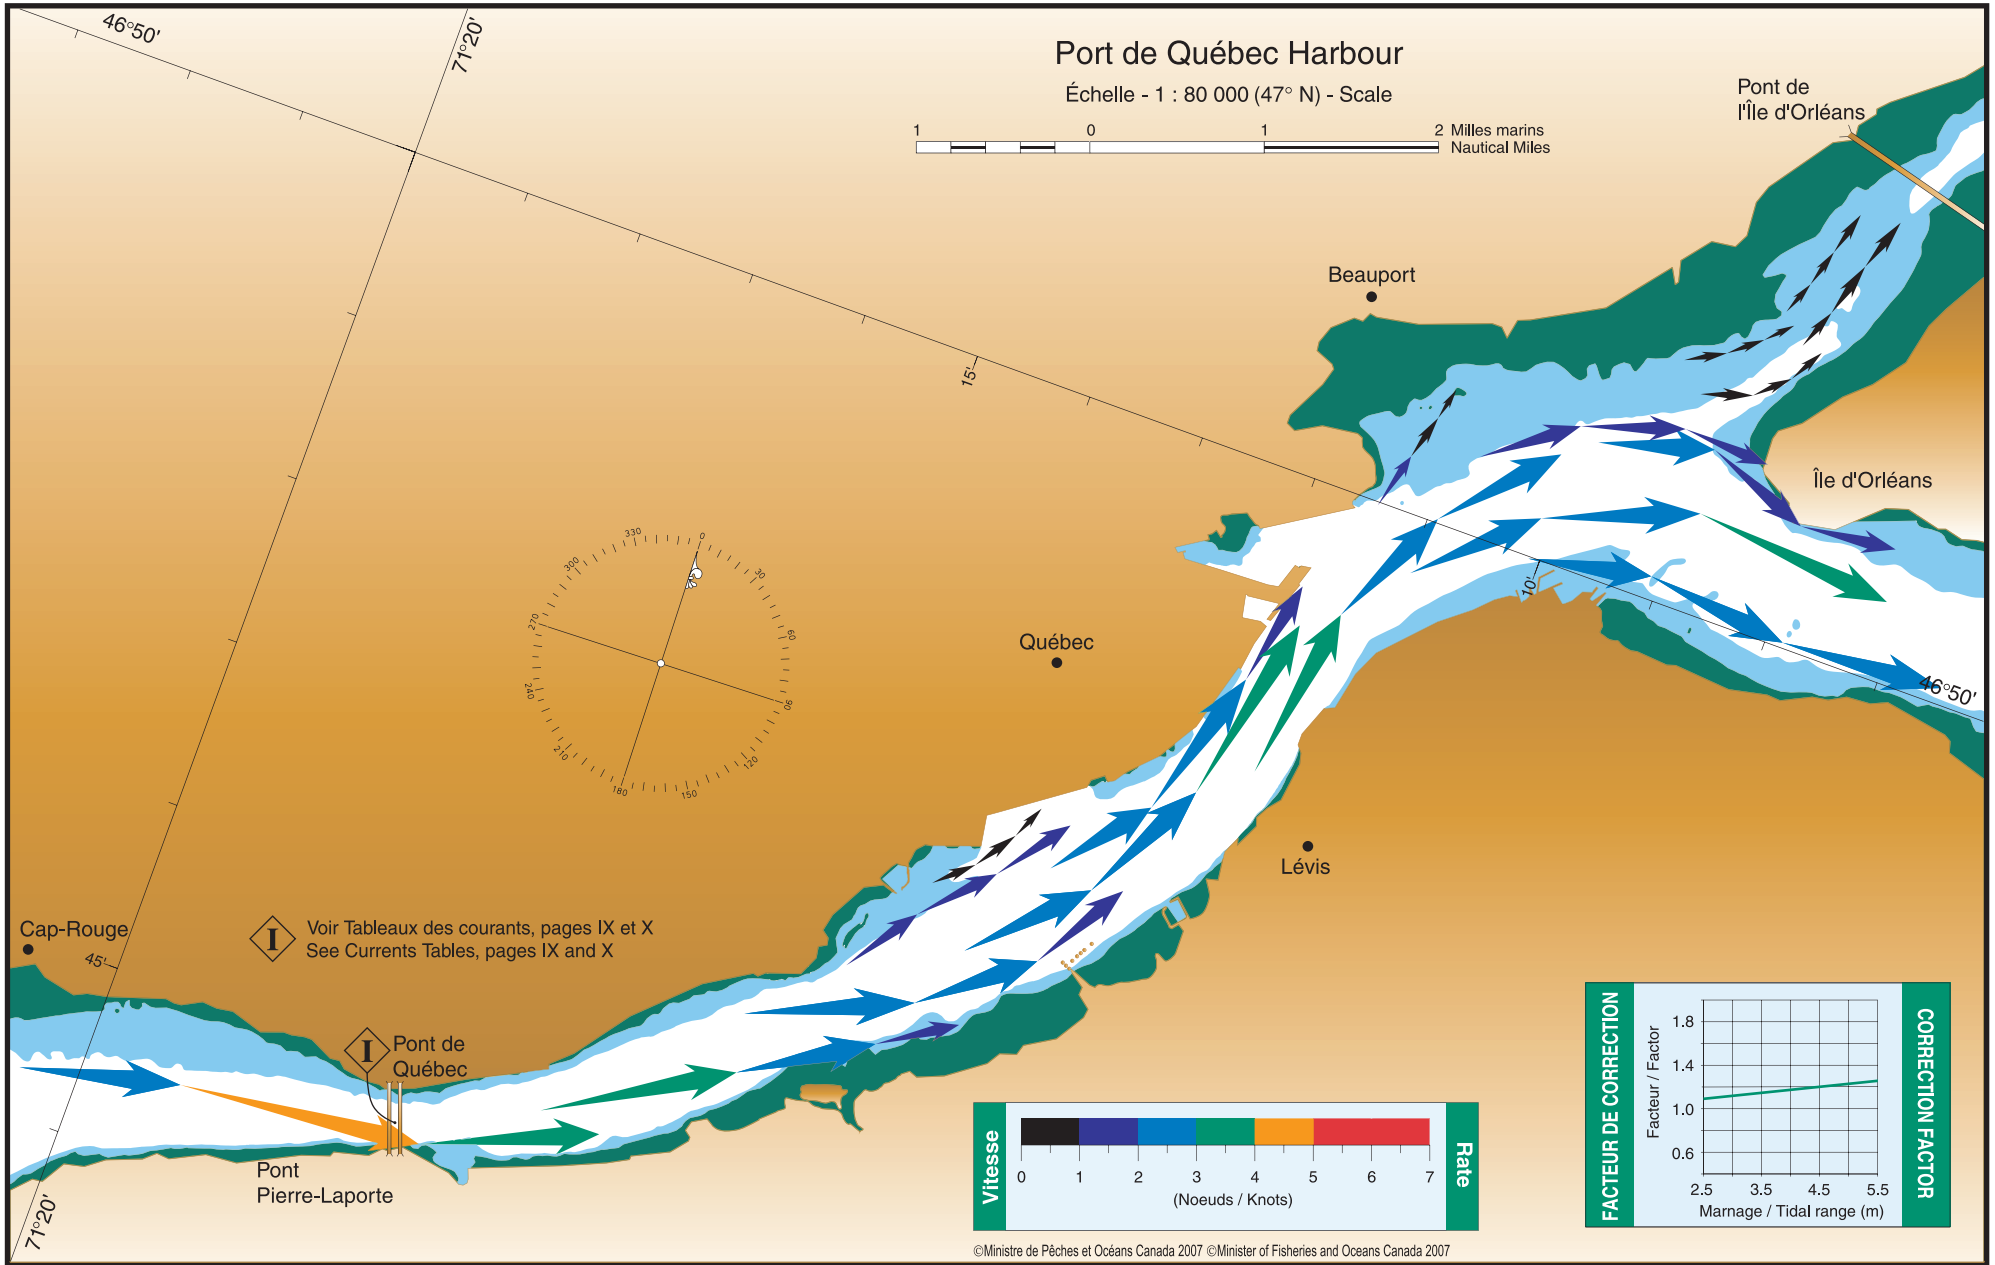 46°50'
71°20'
Port de Québec Harbour
Échelle - 1 : 80 000 (47° N) - Scale
1 0 1 2 Milles marins
Nautical Miles
Pont de
l'Île d'Orléans
Beauport
15'
Île d'Orléans
330
0
30
300
60
270
10'
Québec
240
90
46°50'
210
120
180
150
Lévis
Cap-Rouge
I
Voir Tableaux des courants, pages IX et X
See Currents Tables, pages IX and X
45'
I
Pont de
Québec
Pont
Pierre-Laporte
71°20'
Vitesse
0 1 2 3 4 5 6 7
(Noeuds / Knots)
Rate
FACTEUR DE CORRECTION
Facteur / Factor
1.8
1.4
1.0
0.6
2.5 3.5 4.5 5.5
Marnage / Tidal range (m)
CORRECTION FACTOR
©Ministre de Pêches et Océans Canada 2007 ©Minister of Fisheries and Oceans Canada 2007